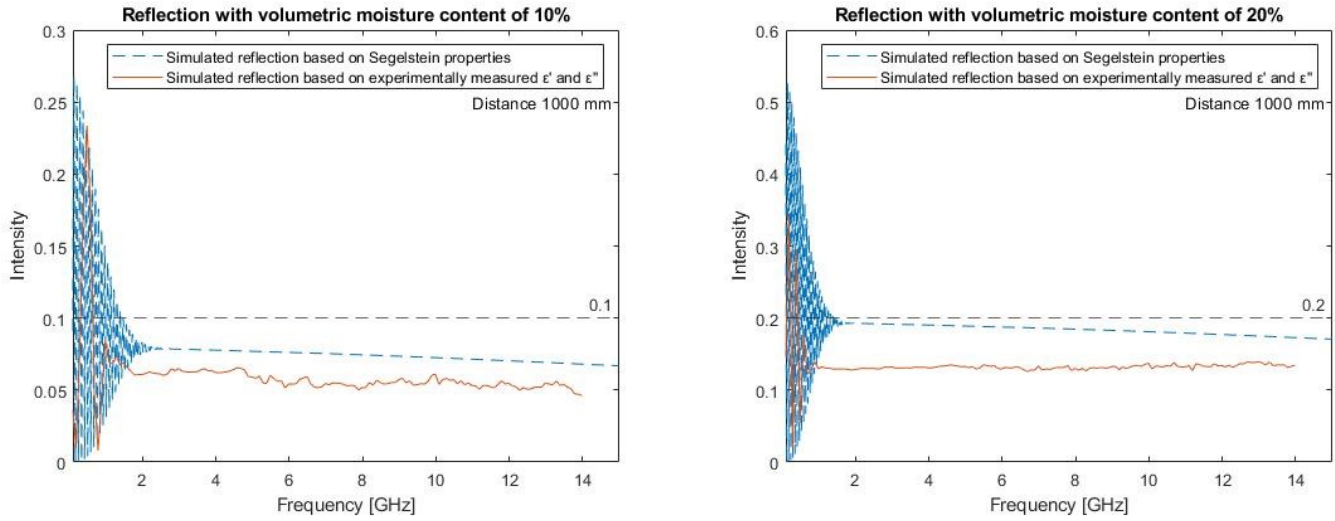 Reflection with volumetric moisture content of 10%
0.3
Simulated reflection based on Segelstein properties
Simulated reflection based on experimentally measured ε' and ε''
Distance 1000 mm
0.25
0.2
0.15
0.1
0.1
0.05
0
Intensity
2 4 6 8 10 12 14
Frequency [GHz]
Reflection with volumetric moisture content of 20%
0.6
Simulated reflection based on Segelstein properties
Simulated reflection based on experimentally measured ε' and ε''
Distance 1000 mm
0.5
0.4
0.3
0.2
0.2
0.1
0
Intensity
2 4 6 8 10 12 14
Frequency [GHz]